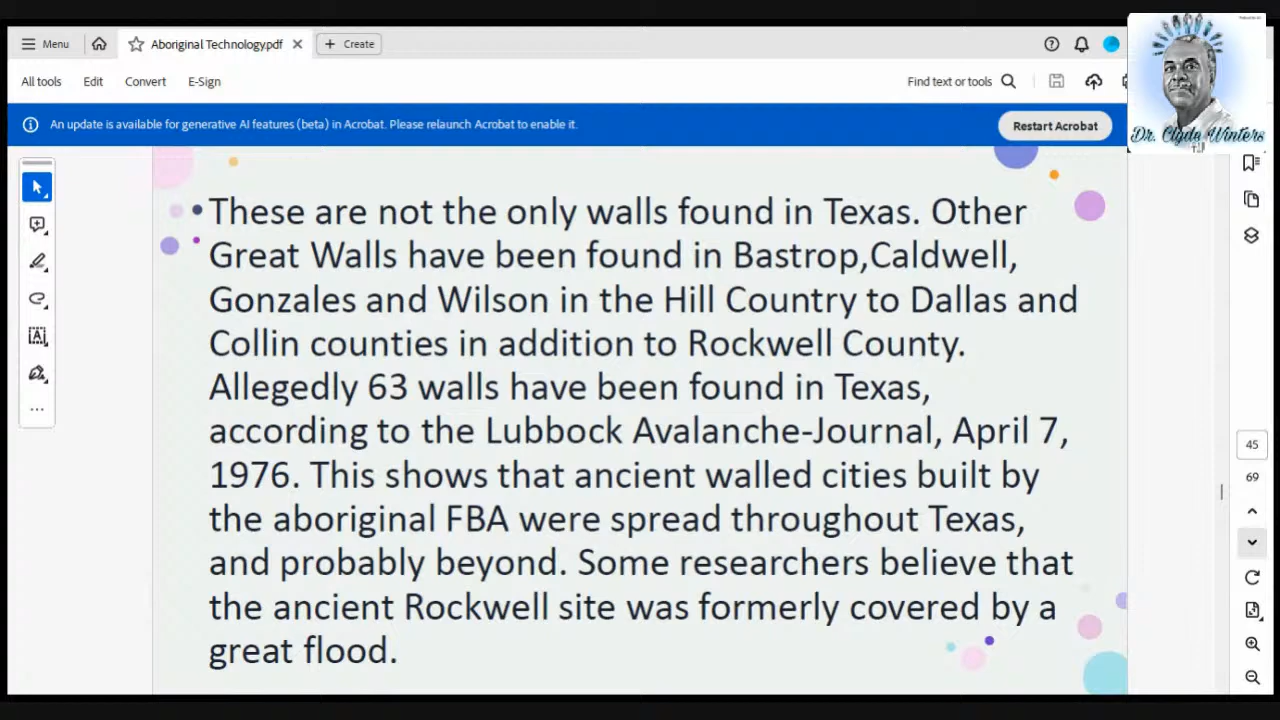 Menu
Aboriginal Technology.pdf
Create
All tools
Edit
Convert
E-Sign
Find text or tools
An update is available for generative AI features (beta) in Acrobat. Please relaunch Acrobat to enable it.
Restart Acrobat
Dr. Clyde Winters
•These are not the only walls found in Texas. Other
Great Walls have been found in Bastrop,Caldwell,
Gonzales and Wilson in the Hill Country to Dallas and
Collin counties in addition to Rockwell County.
Allegedly 63 walls have been found in Texas,
according to the Lubbock Avalanche-Journal, April 7,
1976. This shows that ancient walled cities built by
the aboriginal FBA were spread throughout Texas,
and probably beyond. Some researchers believe that
the ancient Rockwell site was formerly covered by a
great flood.
45
69